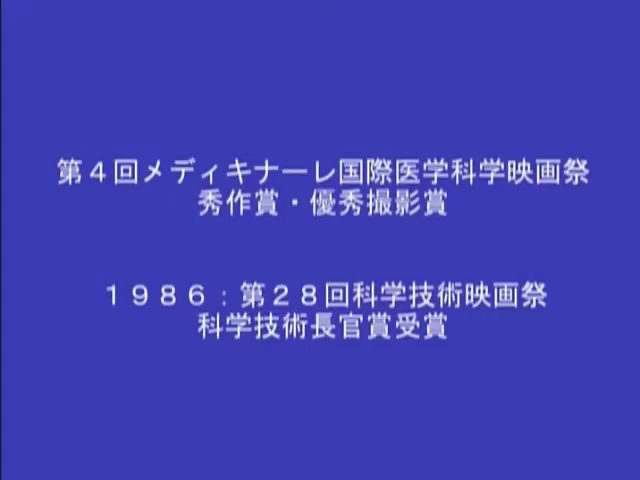 第４回メディキナーレ国際医学科学映画祭
秀作賞・優秀撮影賞
１９８６：第２８回科学技術映画祭
科学技術長官賞受賞